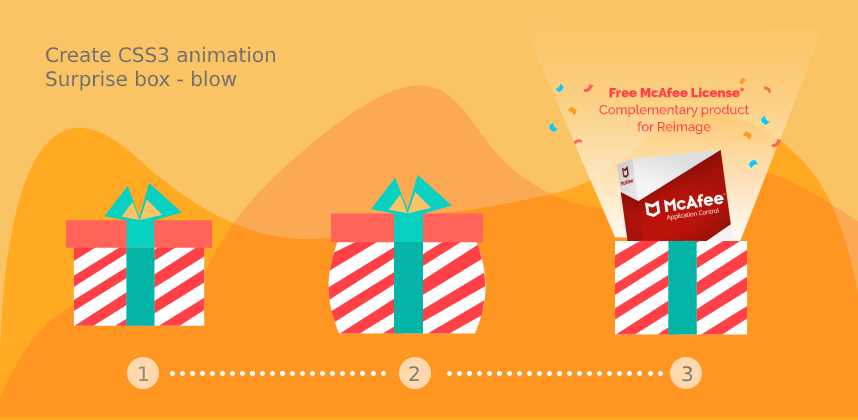 Create CSS3 animation
Surprise box - blow
Free McAfee License*
Complementary product
for Reimage
McAfee
McAfee
Application Control
1
2
3